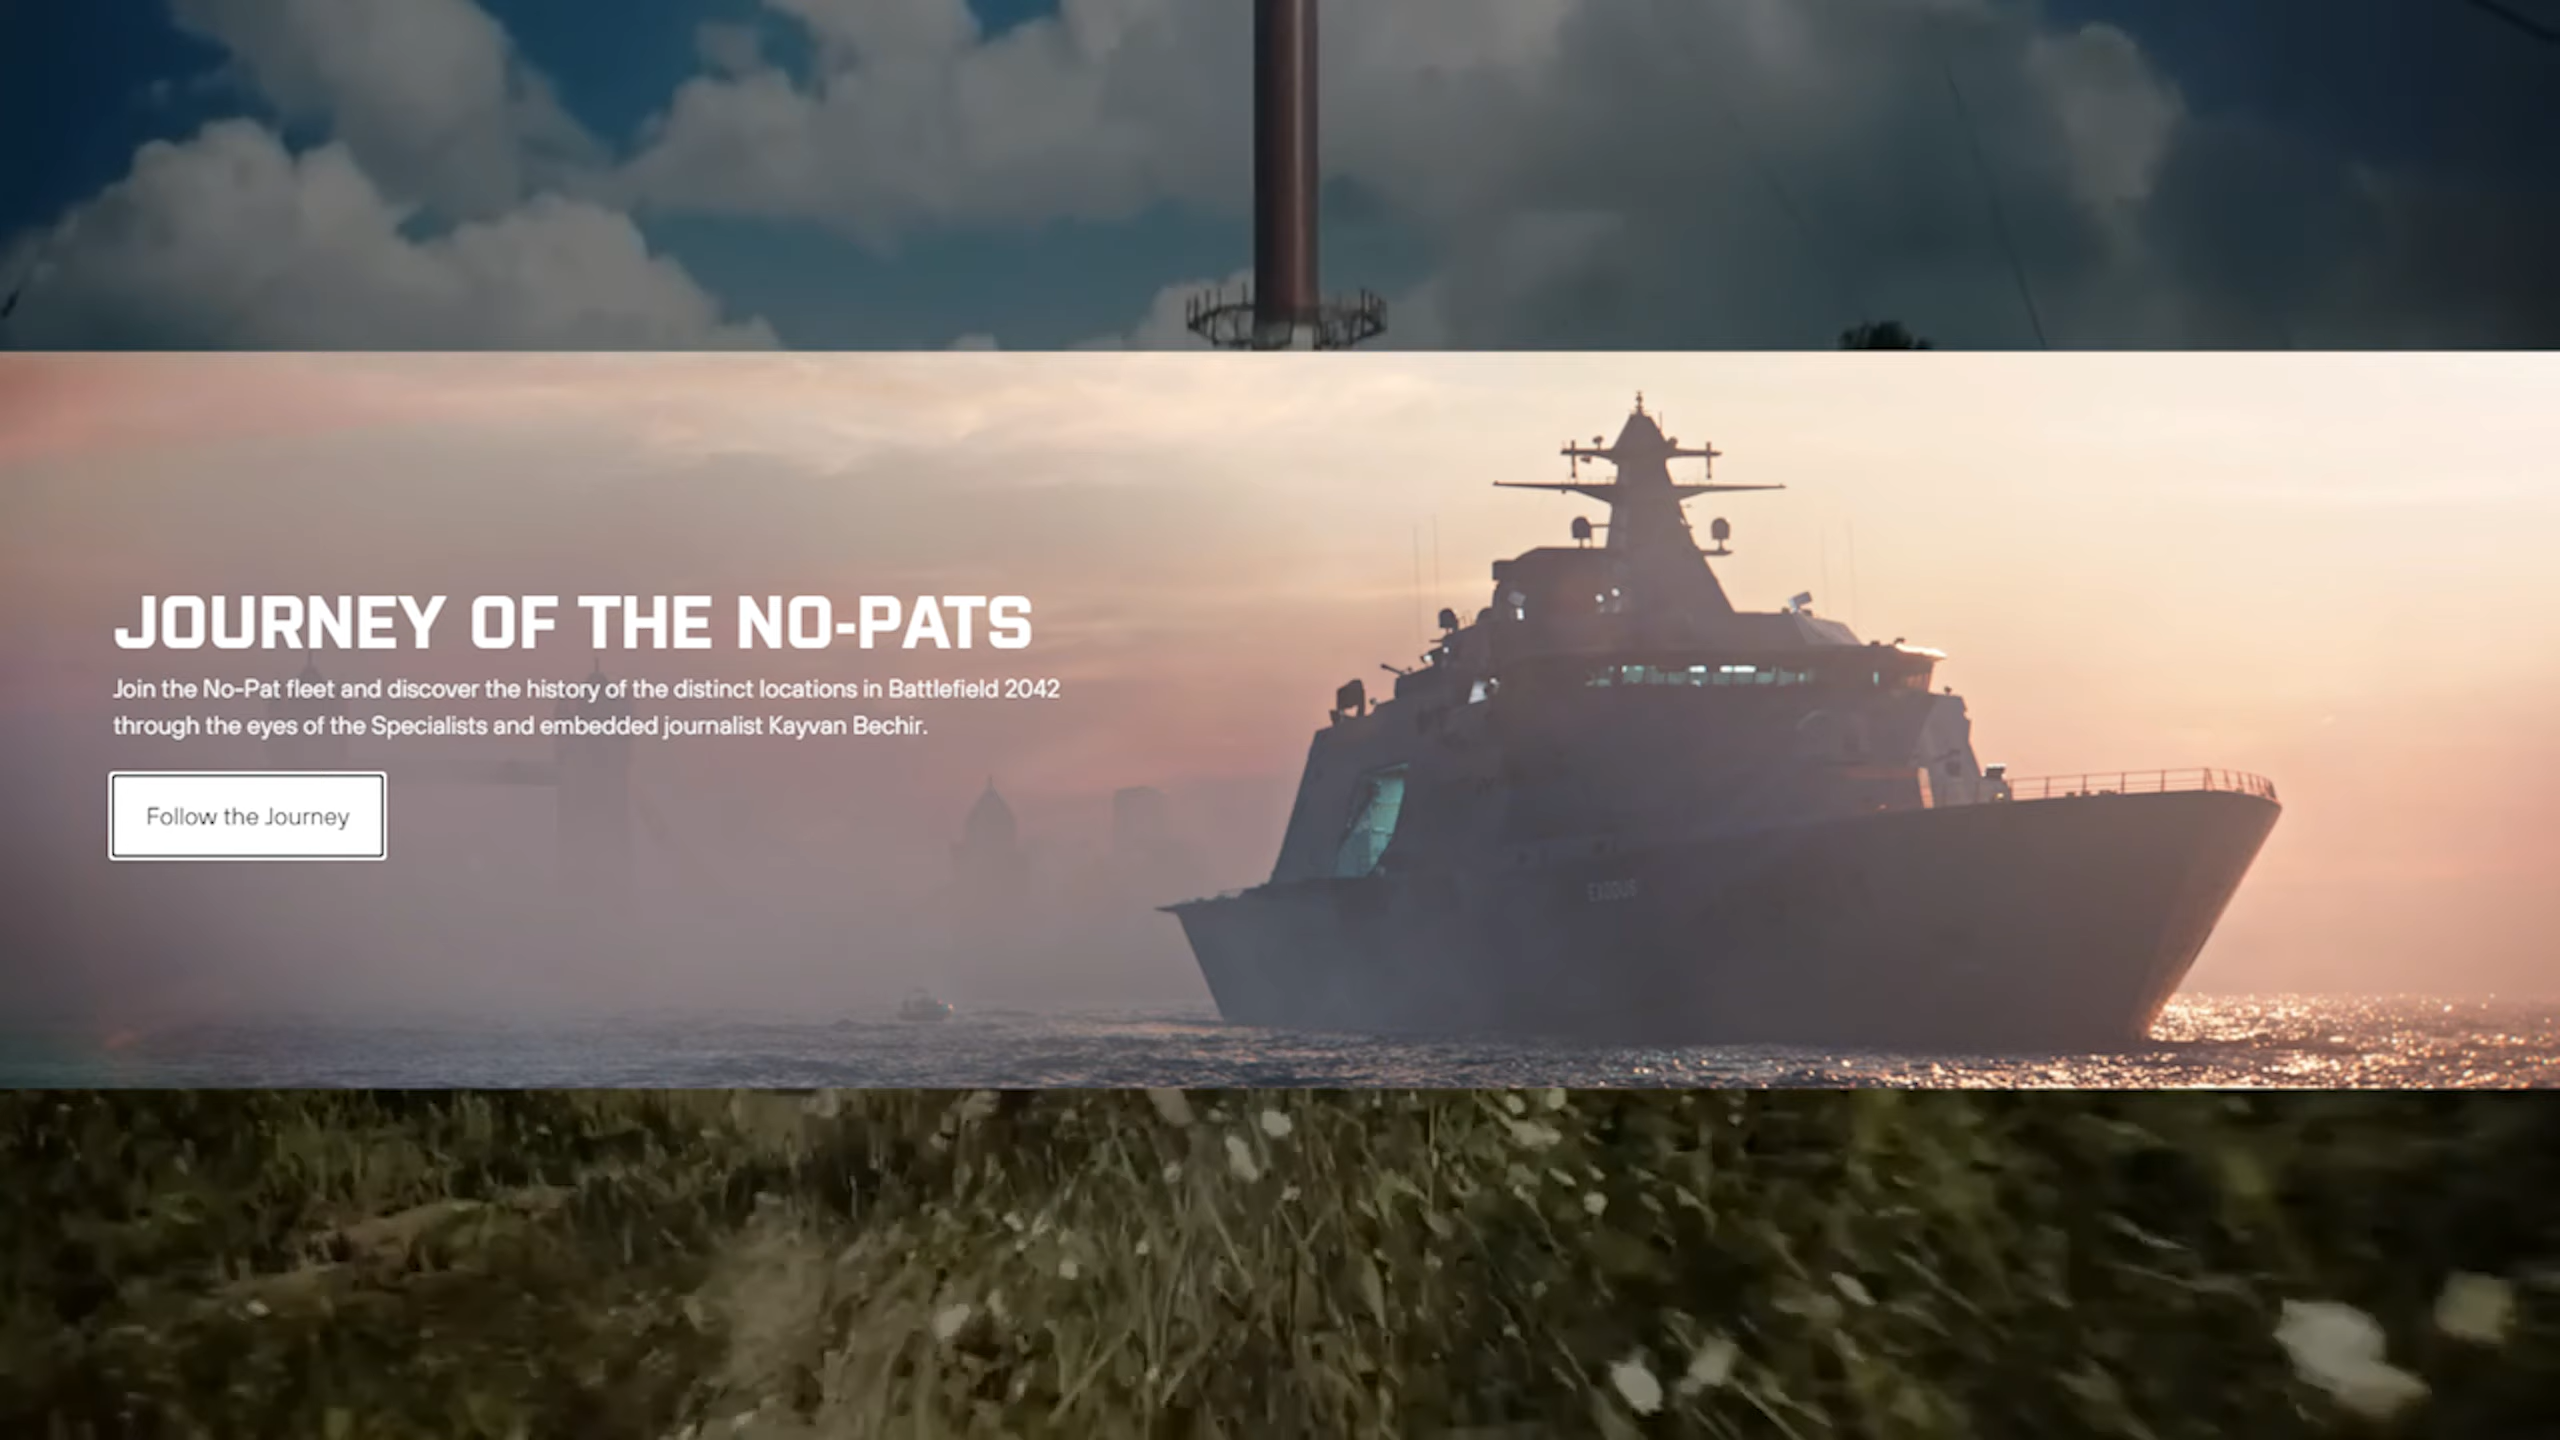 JOURNEY OF THE NO-PATS
Join the No-Pat fleet and discover the history of the distinct locations in Battlefield 2042
through the eyes of the Specialists and embedded journalist Kayvan Bechir.
Follow the Journey
EXODUS